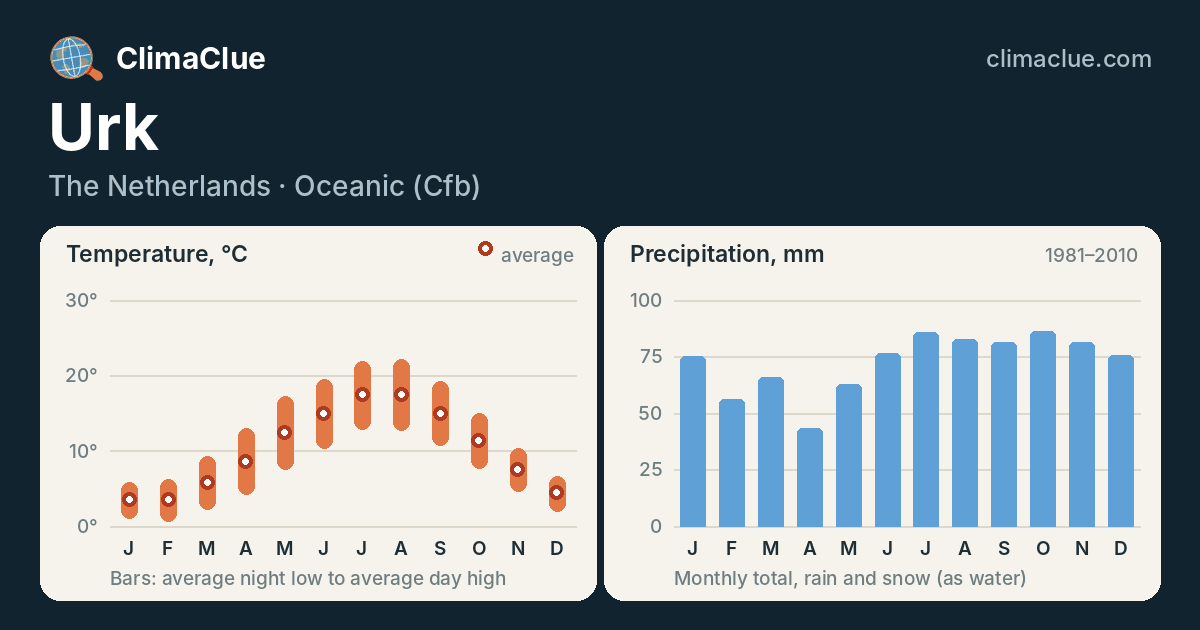 ClimaClue
climaclue.com
Urk
The Netherlands · Oceanic (Cfb)
Temperature, °C
average
30°
20°
10°
0°
J F M A M J J A S O N D
Bars: average night low to average day high
Precipitation, mm
1981–2010
100
75
50
25
0
J F M A M J J A S O N D
Monthly total, rain and snow (as water)